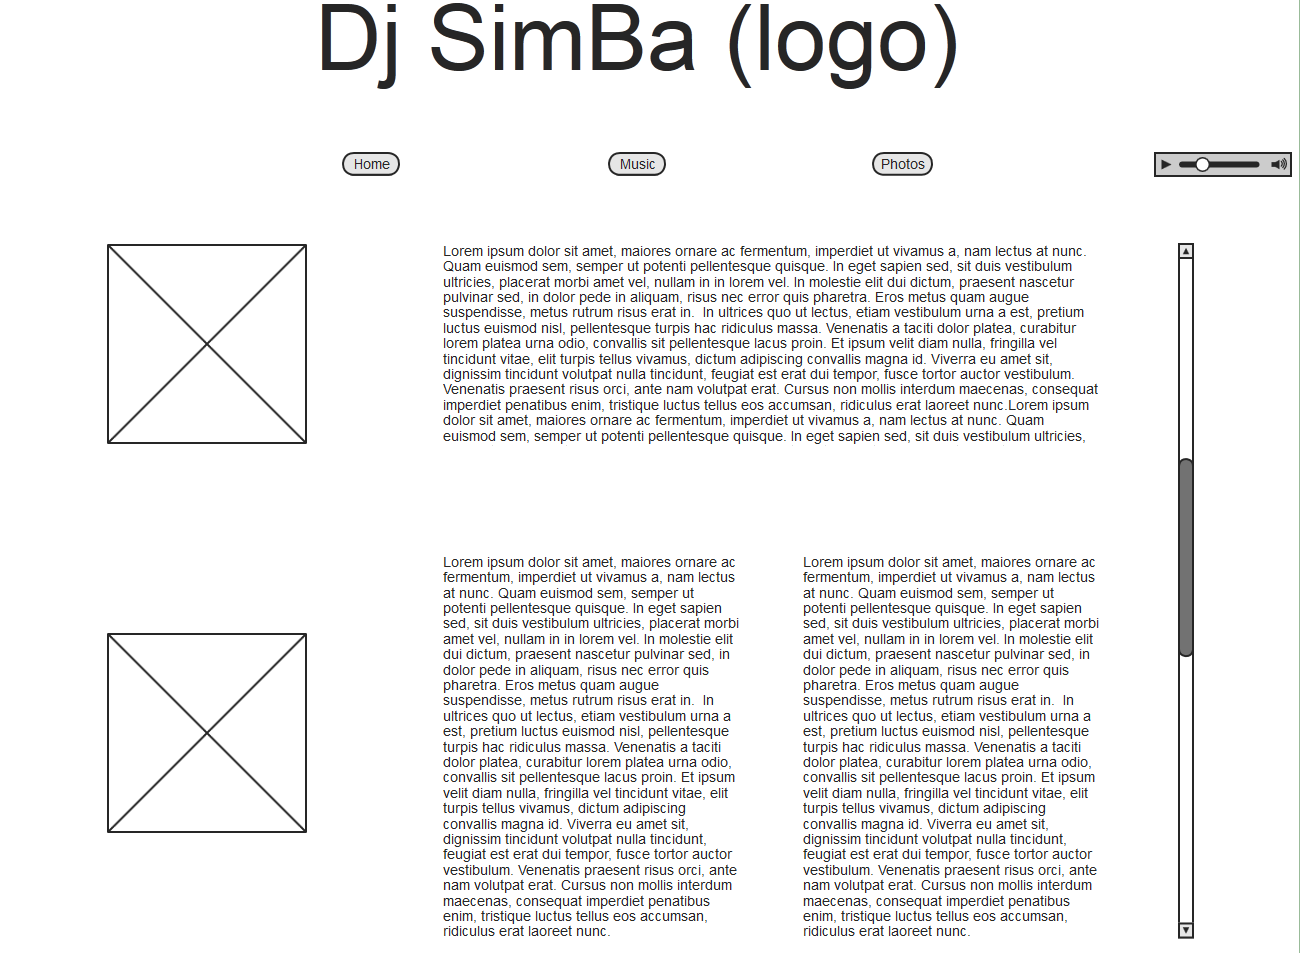 Dj SimBa (logo)
Home
Music
Photos
Lorem ipsum dolor sit amet, maiores ornare ac fermentum, imperdiet ut vivamus a, nam lectus at nunc.
Quam euismod sem, semper ut potenti pellentesque quisque. In eget sapien sed, sit duis vestibulum
ultricies, placerat morbi amet vel, nullam in in lorem vel. In molestie elit dui dictum, praesent nascetur
pulvinar sed, in dolor pede in aliquam, risus nec error quis pharetra. Eros metus quam augue
suspendisse, metus rutrum risus erat in.  In ultrices quo ut lectus, etiam vestibulum urna a est, pretium
luctus euismod nisl, pellentesque turpis hac ridiculus massa. Venenatis a taciti dolor platea, curabitur
lorem platea urna odio, convallis sit pellentesque lacus proin. Et ipsum velit diam nulla, fringilla vel
tincidunt vitae, elit turpis tellus vivamus, dictum adipiscing convallis magna id. Viverra eu amet sit,
dignissim tincidunt volutpat nulla tincidunt, feugiat est erat dui tempor, fusce tortor auctor vestibulum.
Venenatis praesent risus orci, ante nam volutpat erat. Cursus non mollis interdum maecenas, consequat
imperdiet penatibus enim, tristique luctus tellus eos accumsan, ridiculus erat laoreet nunc.Lorem ipsum
dolor sit amet, maiores ornare ac fermentum, imperdiet ut vivamus a, nam lectus at nunc. Quam
euismod sem, semper ut potenti pellentesque quisque. In eget sapien sed, sit duis vestibulum ultricies,
Lorem ipsum dolor sit amet, maiores ornare ac
fermentum, imperdiet ut vivamus a, nam lectus
at nunc. Quam euismod sem, semper ut
potenti pellentesque quisque. In eget sapien
sed, sit duis vestibulum ultricies, placerat morbi
amet vel, nullam in in lorem vel. In molestie elit
dui dictum, praesent nascetur pulvinar sed, in
dolor pede in aliquam, risus nec error quis
pharetra. Eros metus quam augue
suspendisse, metus rutrum risus erat in.  In
ultrices quo ut lectus, etiam vestibulum urna a
est, pretium luctus euismod nisl, pellentesque
turpis hac ridiculus massa. Venenatis a taciti
dolor platea, curabitur lorem platea urna odio,
convallis sit pellentesque lacus proin. Et ipsum
velit diam nulla, fringilla vel tincidunt vitae, elit
turpis tellus vivamus, dictum adipiscing
convallis magna id. Viverra eu amet sit,
dignissim tincidunt volutpat nulla tincidunt,
feugiat est erat dui tempor, fusce tortor auctor
vestibulum. Venenatis praesent risus orci, ante
nam volutpat erat. Cursus non mollis interdum
maecenas, consequat imperdiet penatibus
enim, tristique luctus tellus eos accumsan,
ridiculus erat laoreet nunc.
Lorem ipsum dolor sit amet, maiores ornare ac
fermentum, imperdiet ut vivamus a, nam lectus
at nunc. Quam euismod sem, semper ut
potenti pellentesque quisque. In eget sapien
sed, sit duis vestibulum ultricies, placerat morbi
amet vel, nullam in in lorem vel. In molestie elit
dui dictum, praesent nascetur pulvinar sed, in
dolor pede in aliquam, risus nec error quis
pharetra. Eros metus quam augue
suspendisse, metus rutrum risus erat in.  In
ultrices quo ut lectus, etiam vestibulum urna a
est, pretium luctus euismod nisl, pellentesque
turpis hac ridiculus massa. Venenatis a taciti
dolor platea, curabitur lorem platea urna odio,
convallis sit pellentesque lacus proin. Et ipsum
velit diam nulla, fringilla vel tincidunt vitae, elit
turpis tellus vivamus, dictum adipiscing
convallis magna id. Viverra eu amet sit,
dignissim tincidunt volutpat nulla tincidunt,
feugiat est erat dui tempor, fusce tortor auctor
vestibulum. Venenatis praesent risus orci, ante
nam volutpat erat. Cursus non mollis interdum
maecenas, consequat imperdiet penatibus
enim, tristique luctus tellus eos accumsan,
ridiculus erat laoreet nunc.